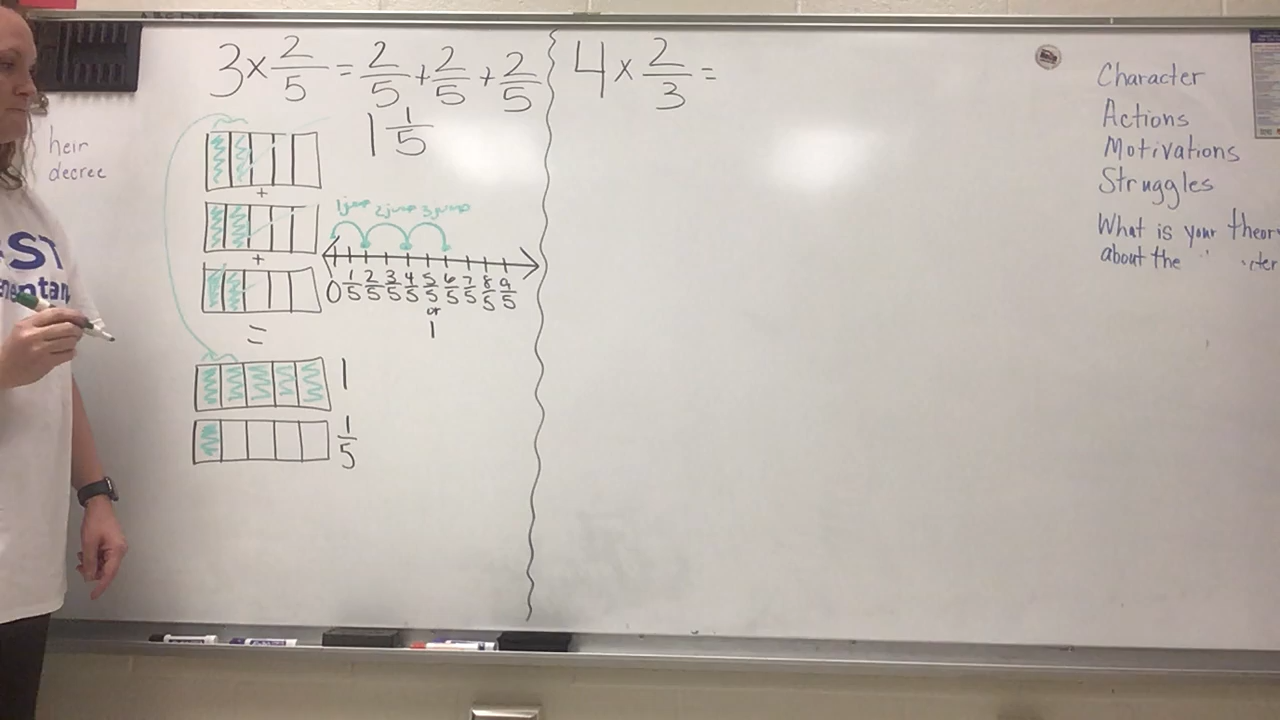 3 × 2/5 = 2/5 + 2/5 + 2/5
1 1/5
+
+
=
1
1/5
1 jump 2 jump 3 jump
0 1/5 2/5 3/5 4/5 5/5 6/5 7/5 8/5 9/5
or
1
4 × 2/3 =
heir
decree
ST
Character
Actions
Motivations
Struggles
What is your theory
about the